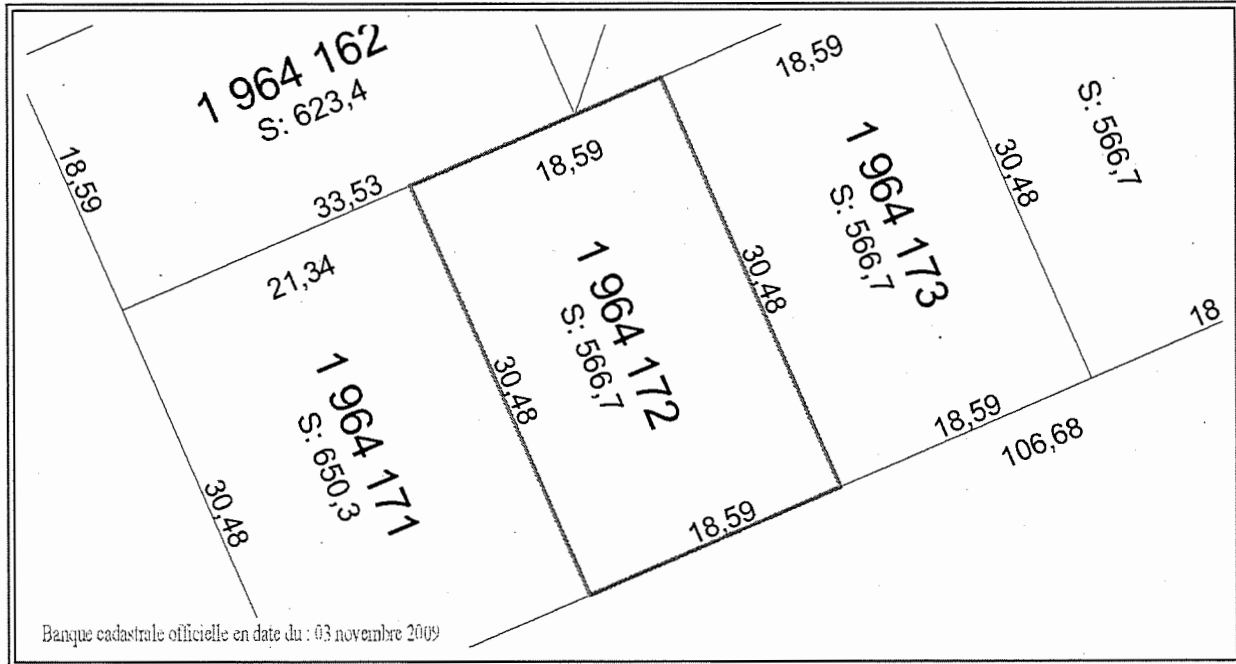 1 964 162
S: 623,4
18,59
33,53
21,34
1 964 171
S: 650,3
30,48
30,48
18,59
1 964 172
S: 566,7
30,48
18,59
18,59
1 964 173
S: 566,7
30,48
18,59
106,68
S: 566,7
18
Banque cadastrale officielle en date du : 03 novembre 2009